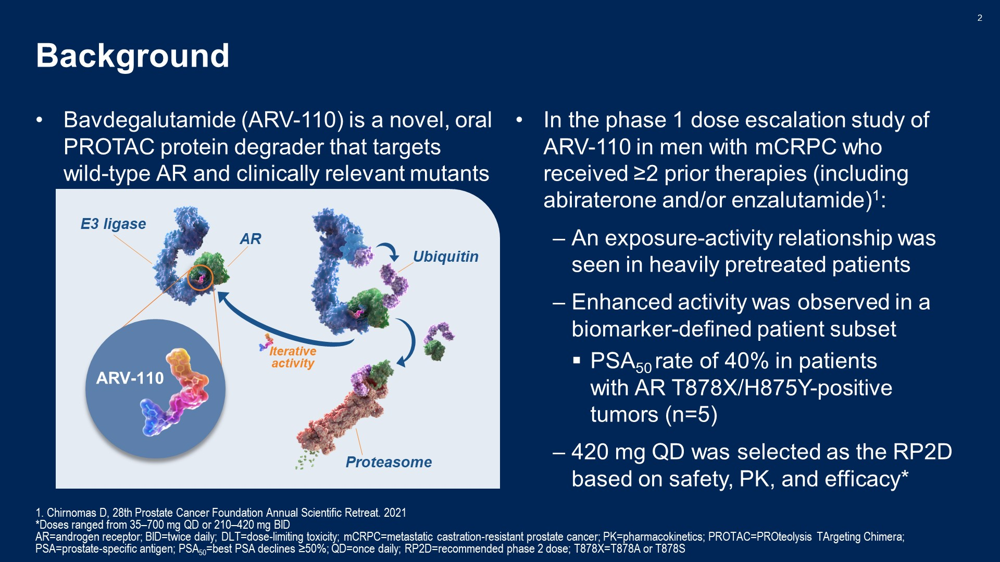 2
Background
• Bavdegalutamide (ARV-110) is a novel, oral
PROTAC protein degrader that targets
wild-type AR and clinically relevant mutants
E3 ligase
AR
Ubiquitin
Iterative
activity
ARV-110
Proteasome
• In the phase 1 dose escalation study of
ARV-110 in men with mCRPC who
received ≥2 prior therapies (including
abiraterone and/or enzalutamide)¹:
– An exposure-activity relationship was
seen in heavily pretreated patients
– Enhanced activity was observed in a
biomarker-defined patient subset
▪ PSA₅₀ rate of 40% in patients
with AR T878X/H875Y-positive
tumors (n=5)
– 420 mg QD was selected as the RP2D
based on safety, PK, and efficacy*
1. Chirnomas D, 28th Prostate Cancer Foundation Annual Scientific Retreat. 2021
*Doses ranged from 35–700 mg QD or 210–420 mg BID
AR=androgen receptor; BID=twice daily; DLT=dose-limiting toxicity; mCRPC=metastatic castration-resistant prostate cancer; PK=pharmacokinetics; PROTAC=PROteolysis TArgeting Chimera;
PSA=prostate-specific antigen; PSA₅₀=best PSA declines ≥50%; QD=once daily; RP2D=recommended phase 2 dose; T878X=T878A or T878S